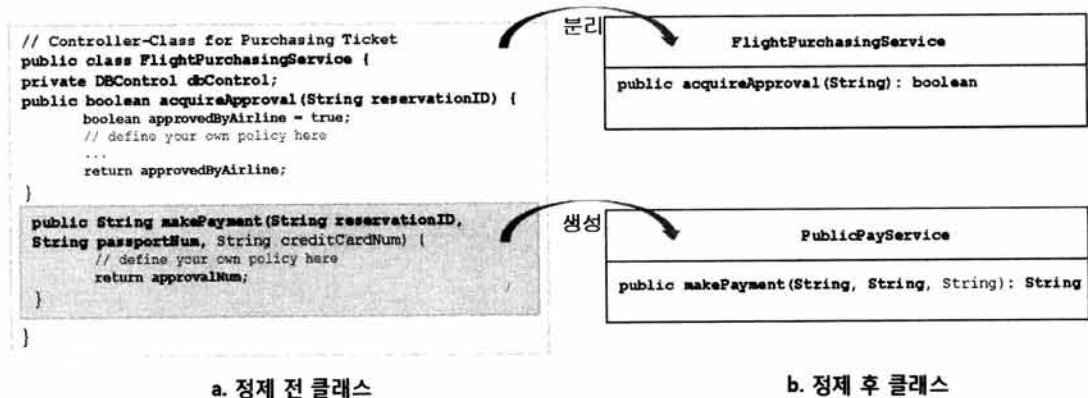 // Controller-Class for Purchasing Ticket
public class FlightPurchasingService {
private DBControl dbControl;
public boolean acquireApproval(String reservationID) {
boolean approvedByAirline = true;
// define your own policy here
...
return approvedByAirline;
}
public String makePayment(String reservationID,
String passportNum, String creditCardNum) {
// define your own policy here
return approvalNum;
}
}
a. 정제 전 클래스
분리
FlightPurchasingService
public acquireApproval(String): boolean
생성
PublicPayService
public makePayment(String, String, String): String
b. 정제 후 클래스